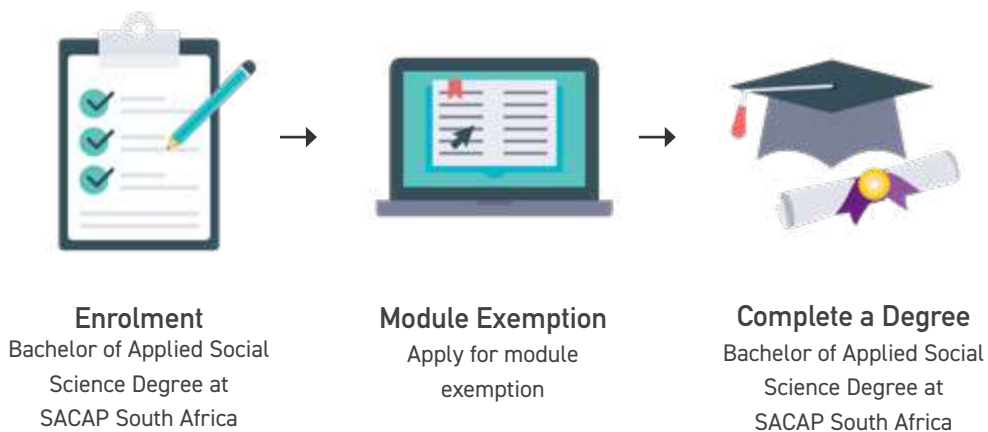 Enrolment
Bachelor of Applied Social
Science Degree at
SACAP South Africa
Module Exemption
Apply for module
exemption
Complete a Degree
Bachelor of Applied Social
Science Degree at
SACAP South Africa